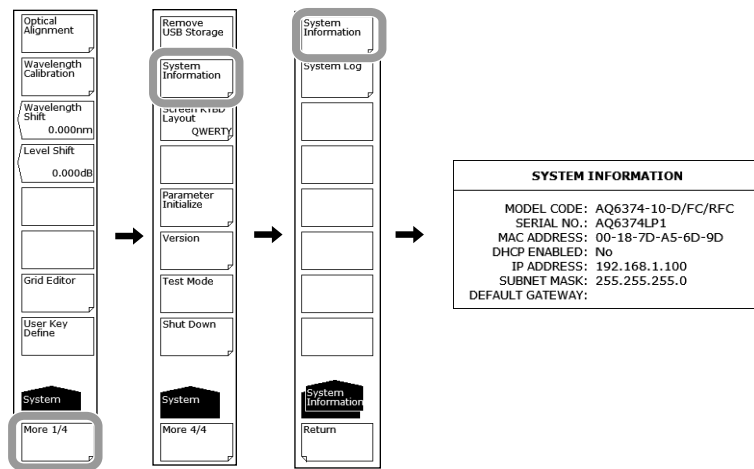 Optical
Alignment
Wavelength
Calibration
Wavelength
Shift
0.000nm
Level Shift
0.000dB
Grid Editor
User Key
Define
System
More 1/4
Remove
USB Storage
System
Information
Screen KYBD
Layout
QWERTY
Parameter
Initialize
Version
Test Mode
Shut Down
System
More 4/4
System
Information
System Log
System
Information
Return
SYSTEM INFORMATION
MODEL CODE: AQ6374-10-D/FC/RFC
SERIAL NO.: AQ6374LP1
MAC ADDRESS: 00-18-7D-A5-6D-9D
DHCP ENABLED: No
IP ADDRESS: 192.168.1.100
SUBNET MASK: 255.255.255.0
DEFAULT GATEWAY: